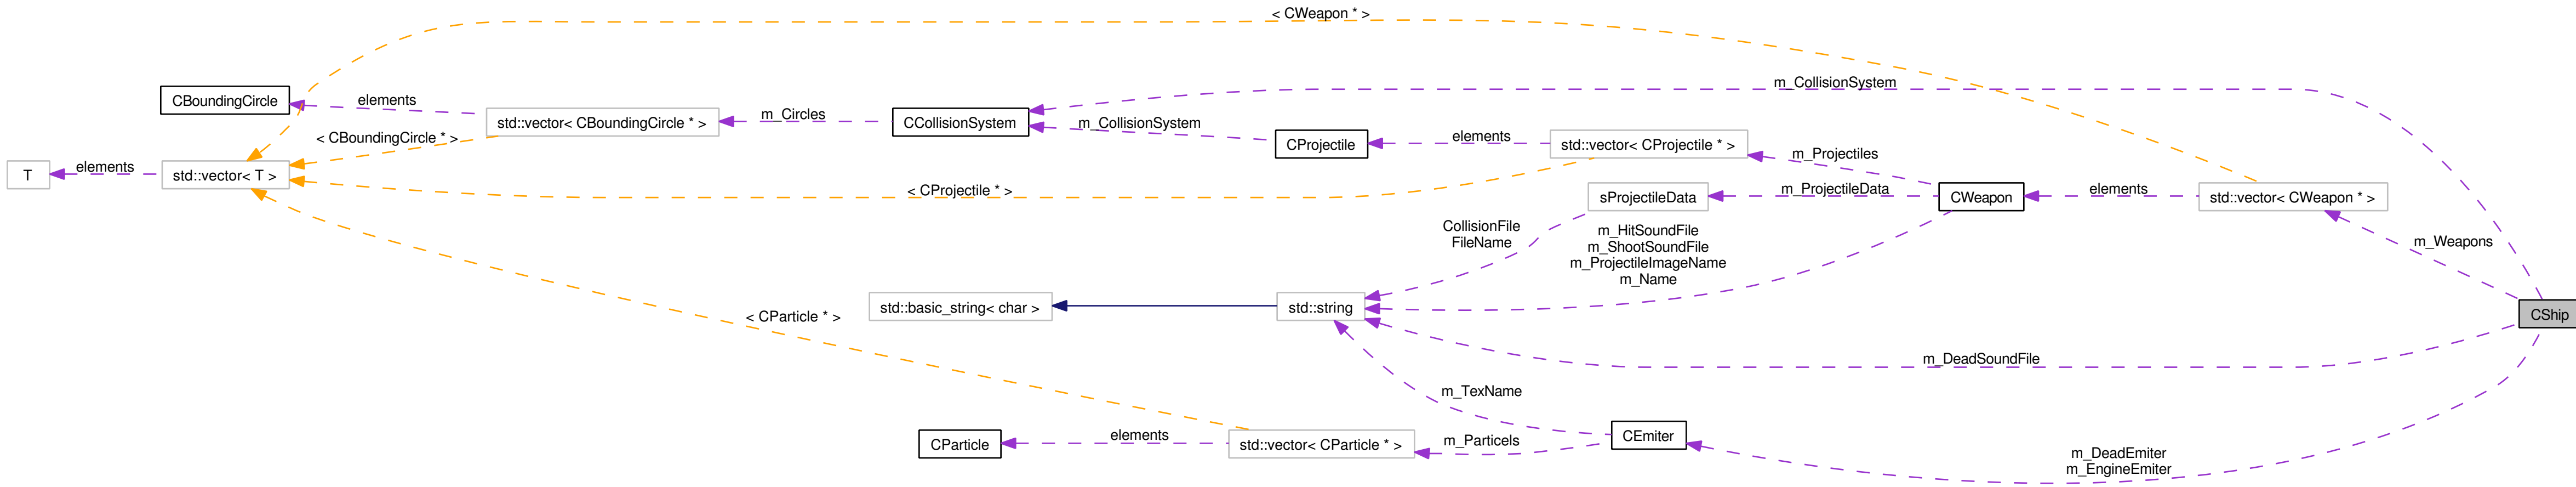 < CWeapon * >
m_CollisionSystem
CBoundingCircle
elements
std::vector< CBoundingCircle * >
m_Circles
CCollisionSystem
m_CollisionSystem
CProjectile
elements
std::vector< CProjectile * >
< CBoundingCircle * >
m_Projectiles
T
elements
std::vector< T >
< CProjectile * >
sProjectileData
m_ProjectileData
CWeapon
elements
std::vector< CWeapon * >
CollisionFile
FileName
m_HitSoundFile
m_ShootSoundFile
m_ProjectileImageName
m_Name
m_Weapons
std::basic_string< char >
std::string
CShip
< CParticle * >
m_DeadSoundFile
m_TexName
CParticle
elements
std::vector< CParticle * >
m_Particels
CEmiter
m_DeadEmiter
m_EngineEmiter